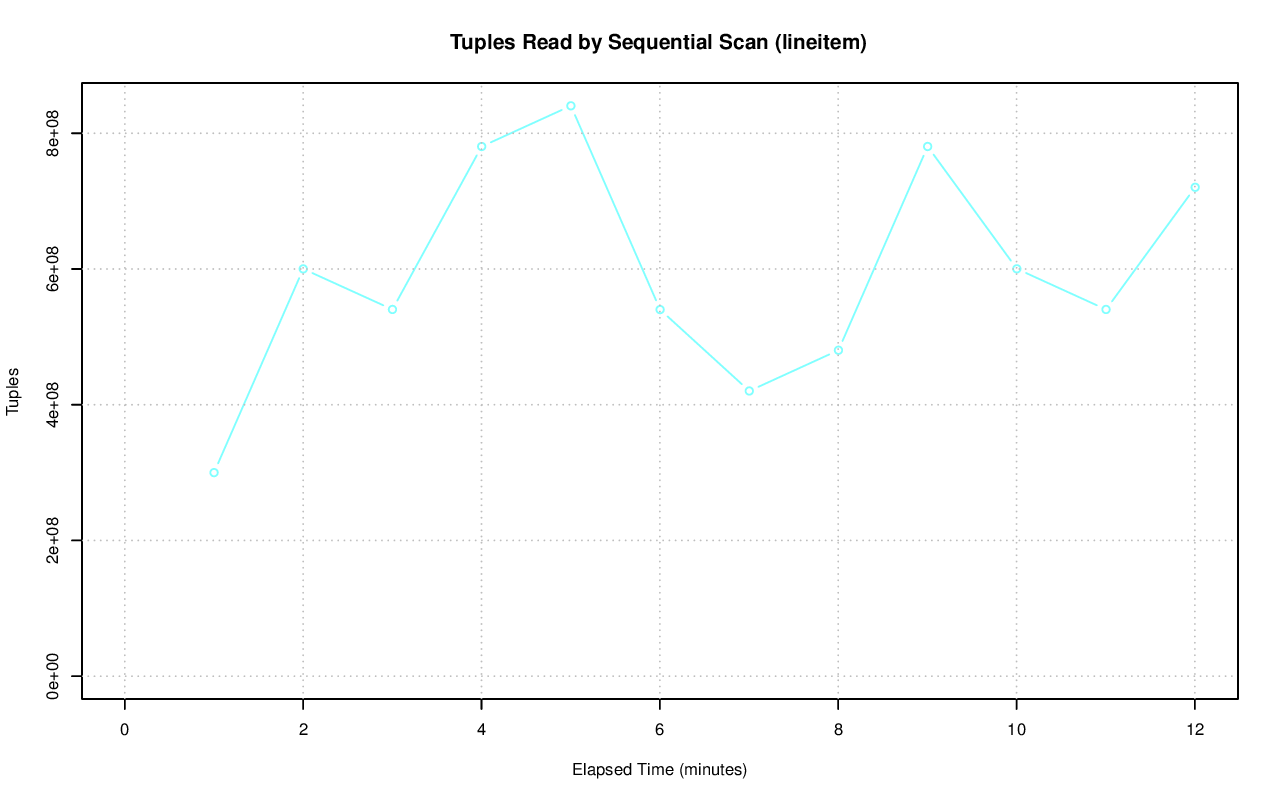 Tuples Read by Sequential Scan (lineitem)
8e+08
6e+08
4e+08
2e+08
0e+00
Tuples
0 2 4 6 8 10 12
Elapsed Time (minutes)